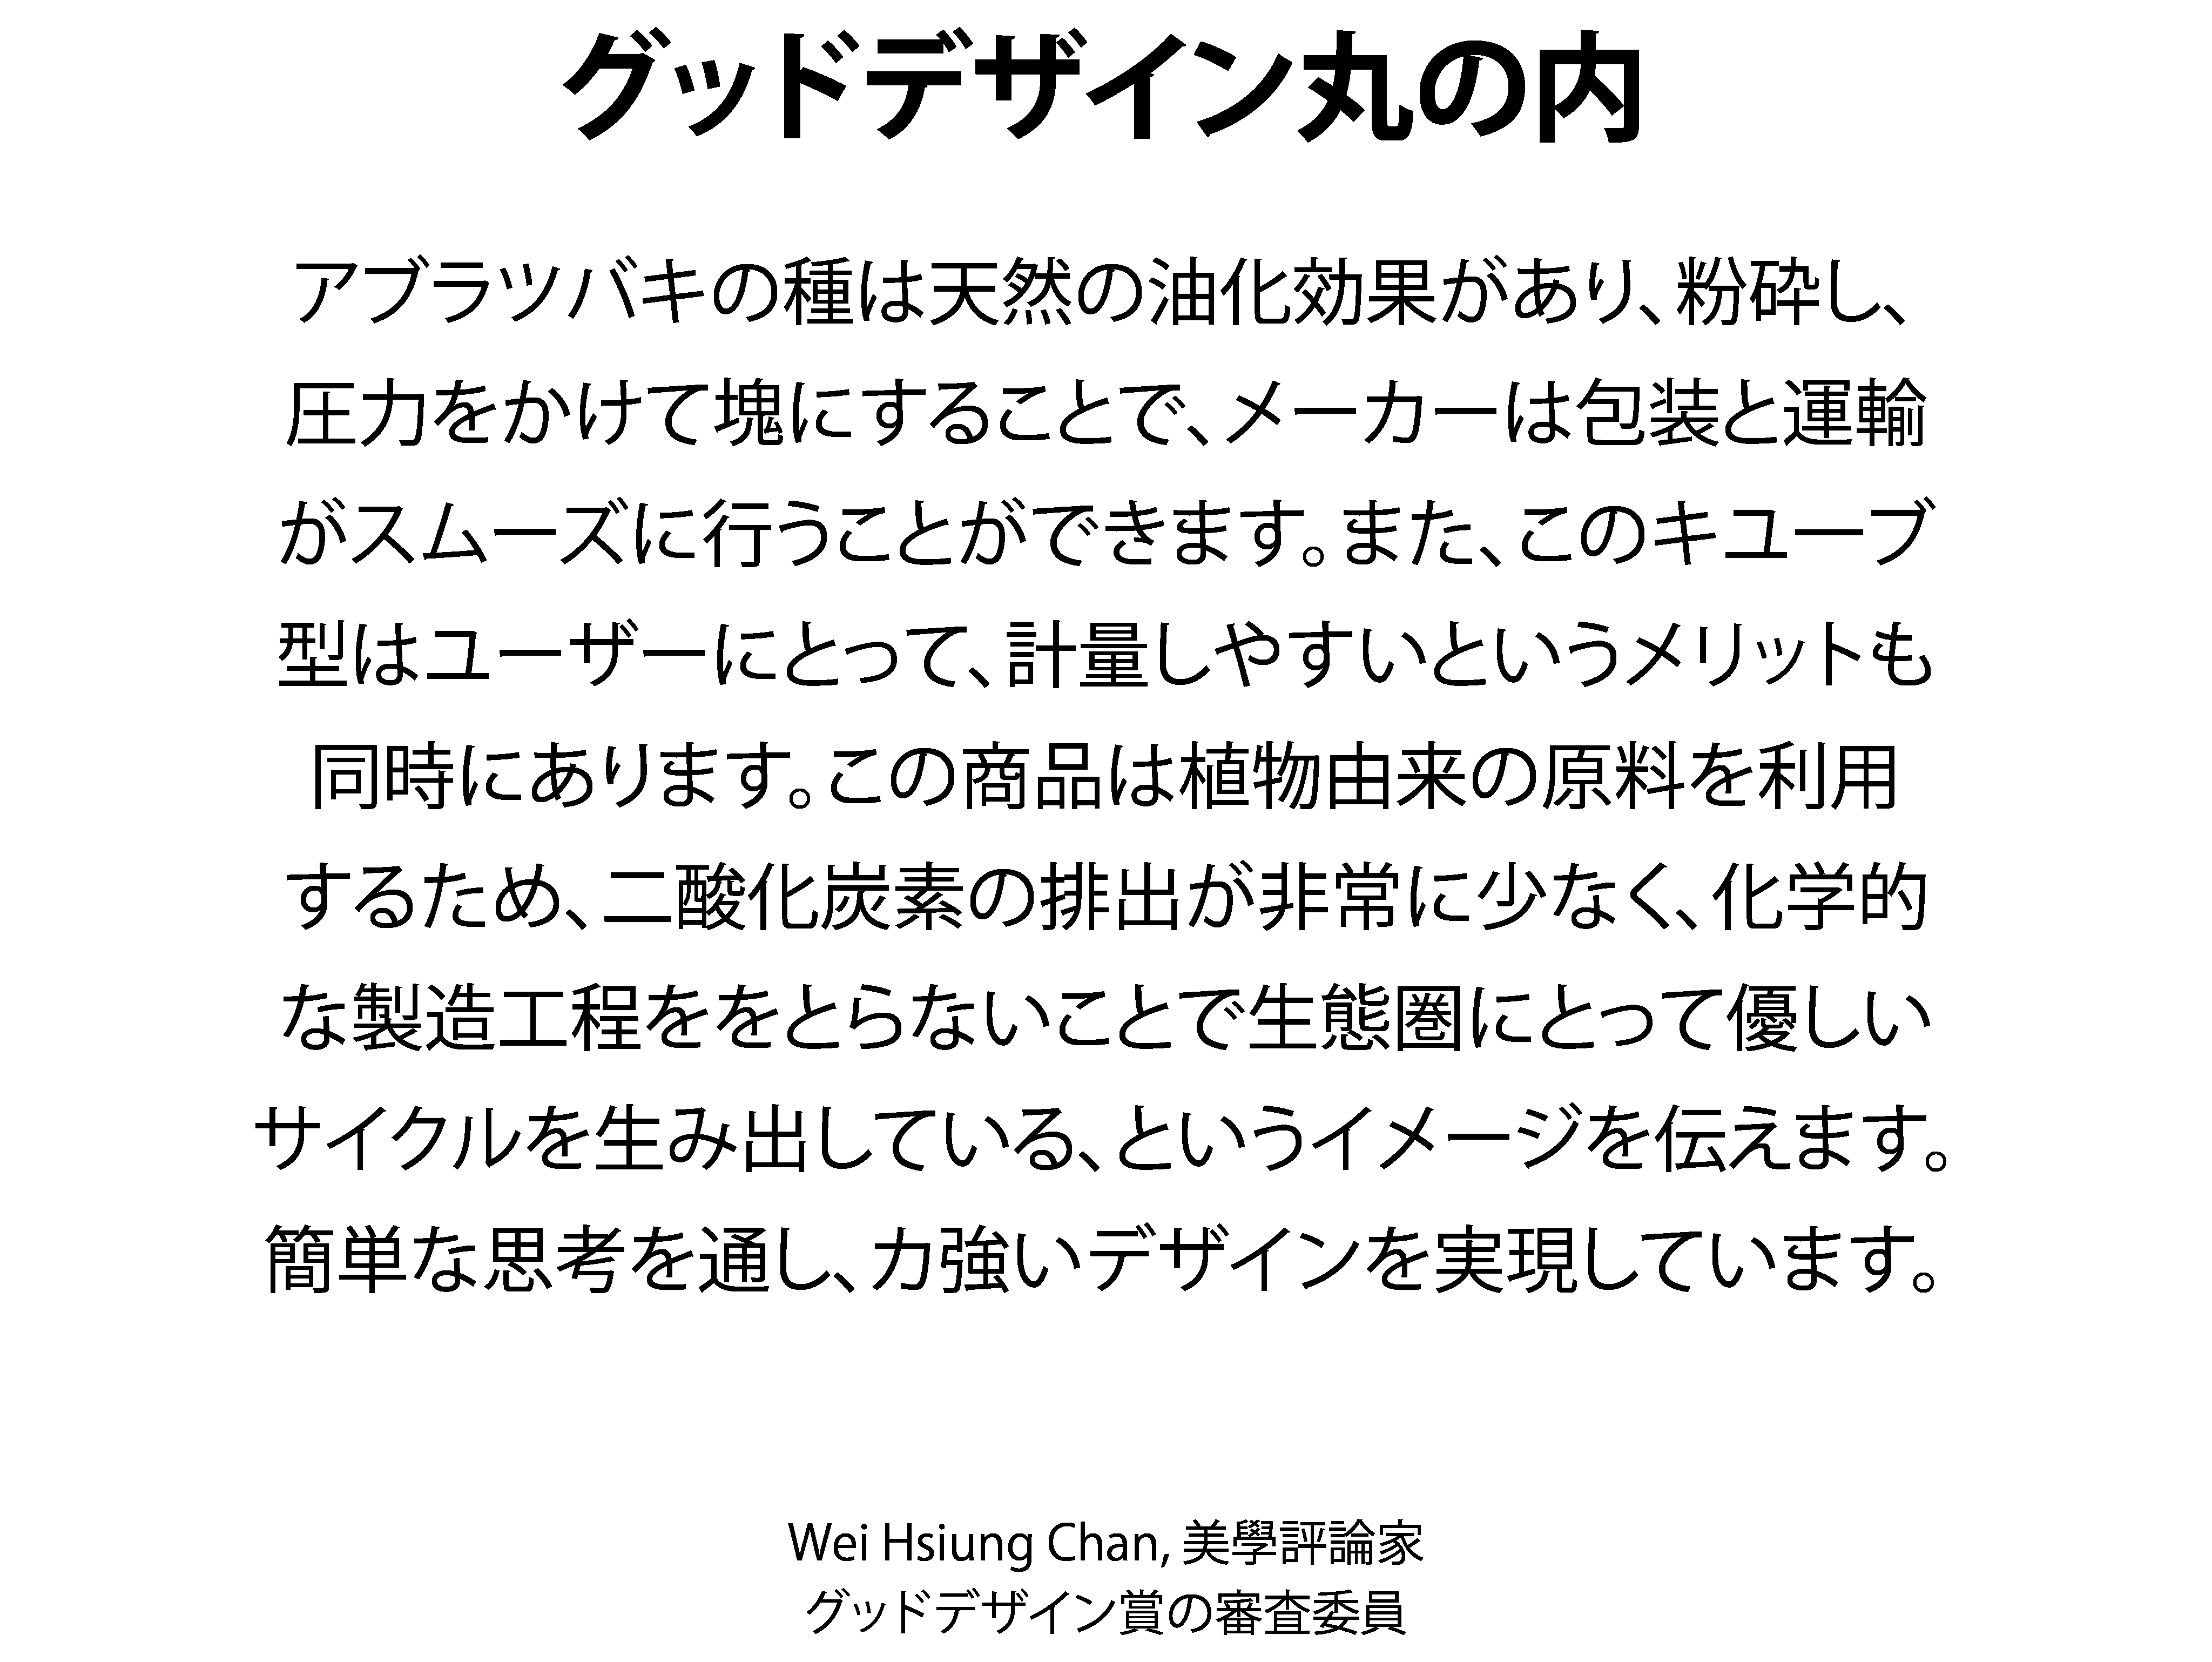 グッドデザイン丸の内
アブラツバキの種は天然の油化効果があり、粉砕し、
圧力をかけて塊にすることで、メーカーは包装と運輸
がスムーズに行うことができます。また、このキユーブ
型はユーザーにとって、計量しやすいというメリットも
同時にあります。この商品は植物由来の原料を利用
するため、二酸化炭素の排出が非常に少なく、化学的
な製造工程ををとらないことで生態圏にとって優しい
サイクルを生み出している、というイメージを伝えます。
簡単な思考を通し、力強いデザインを実現しています。
Wei Hsiung Chan, 美學評論家
グッドデザイン賞の審査委員